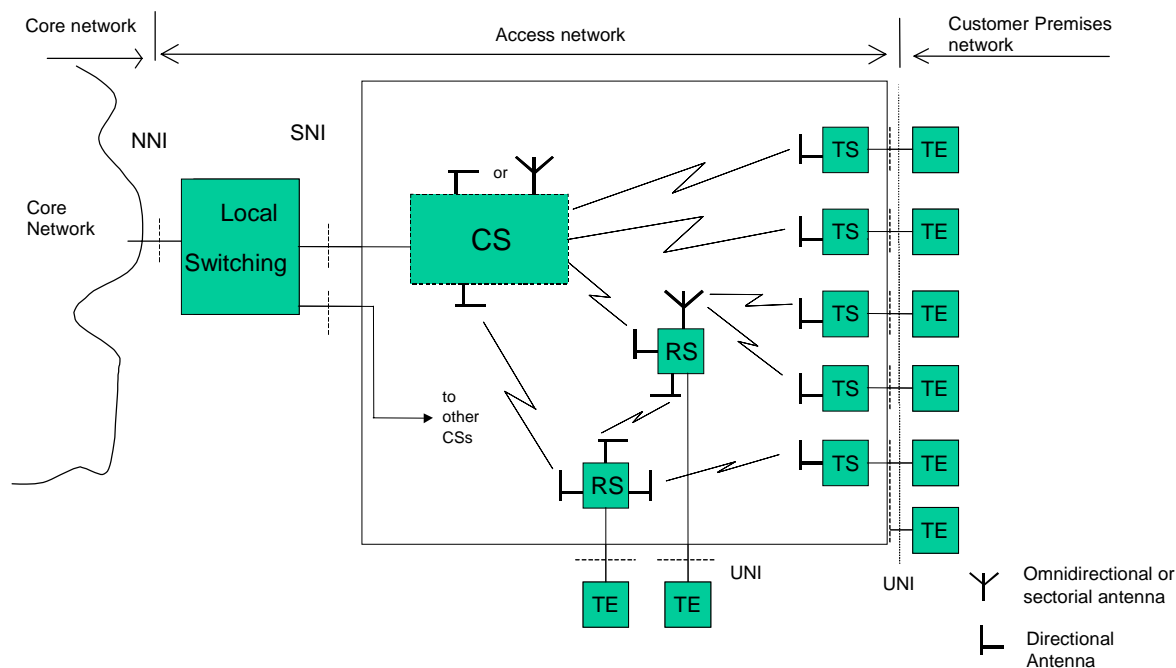 Core network
Access network
Customer Premises
network
NNI
SNI
Core
Network
Local
Switching
or
CS
TS
TE
TS
TE
TS
TE
RS
TS
TE
to
other
CSs
TS
TE
RS
TE
TE
TE
UNI
UNI
Omnidirectional or
sectorial antenna
Directional
Antenna